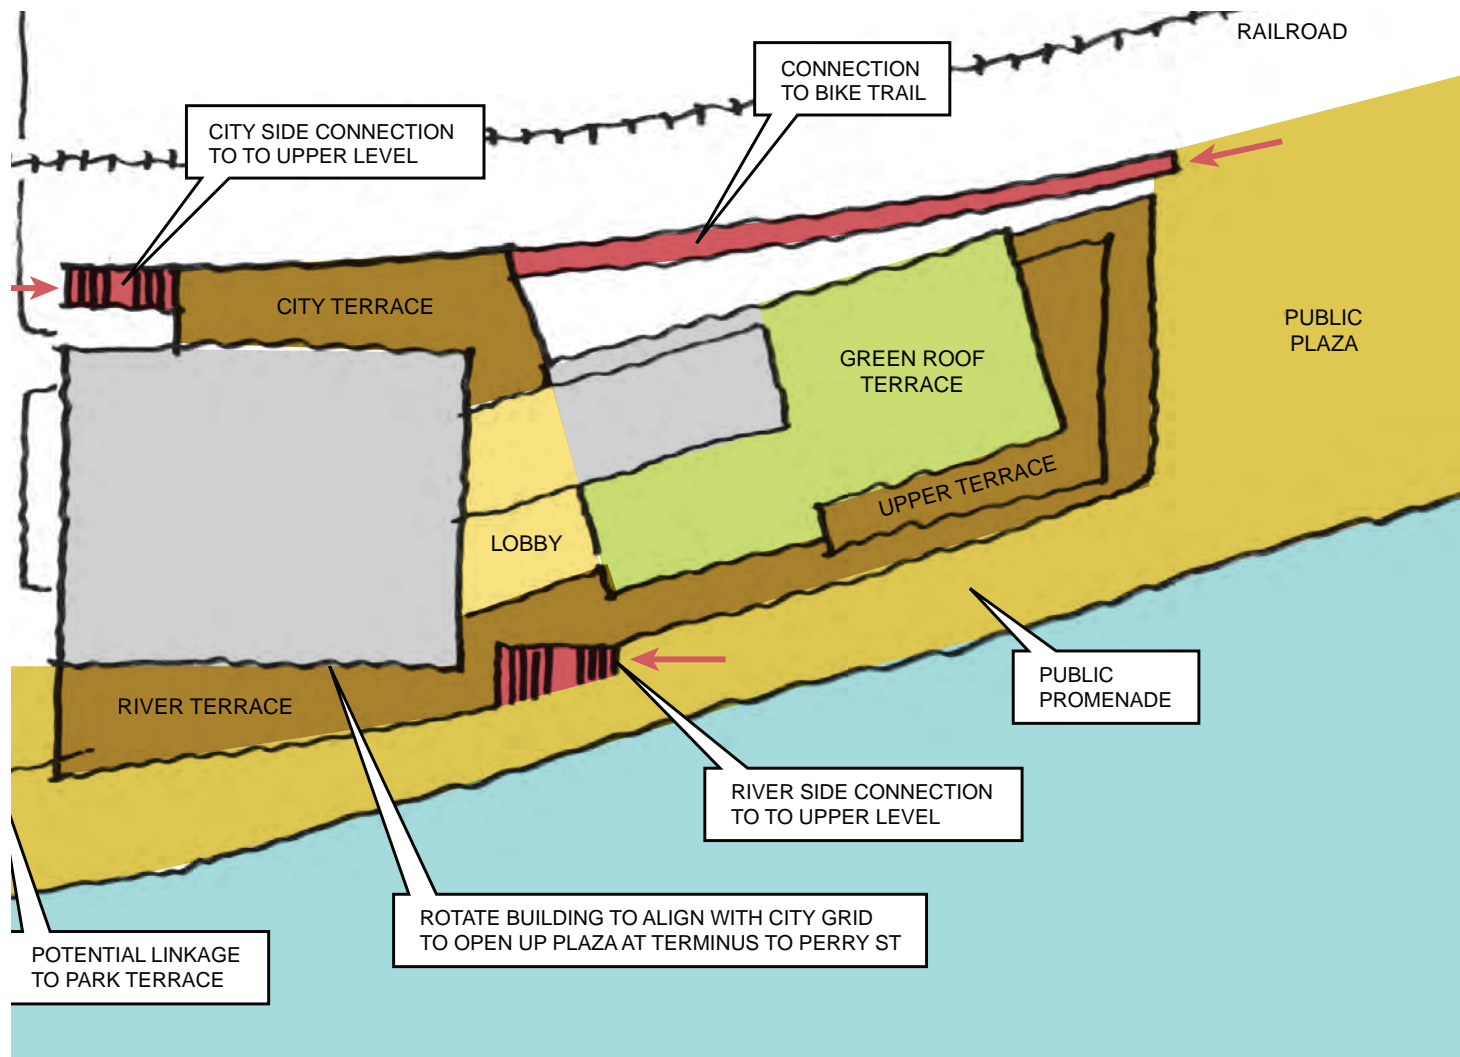 RAILROAD
CONNECTION
TO BIKE TRAIL
CITY SIDE CONNECTION
TO TO UPPER LEVEL
CITY TERRACE
PUBLIC
PLAZA
GREEN ROOF
TERRACE
UPPER TERRACE
LOBBY
RIVER TERRACE
PUBLIC
PROMENADE
RIVER SIDE CONNECTION
TO TO UPPER LEVEL
ROTATE BUILDING TO ALIGN WITH CITY GRID
TO OPEN UP PLAZA AT TERMINUS TO PERRY ST
POTENTIAL LINKAGE
TO PARK TERRACE